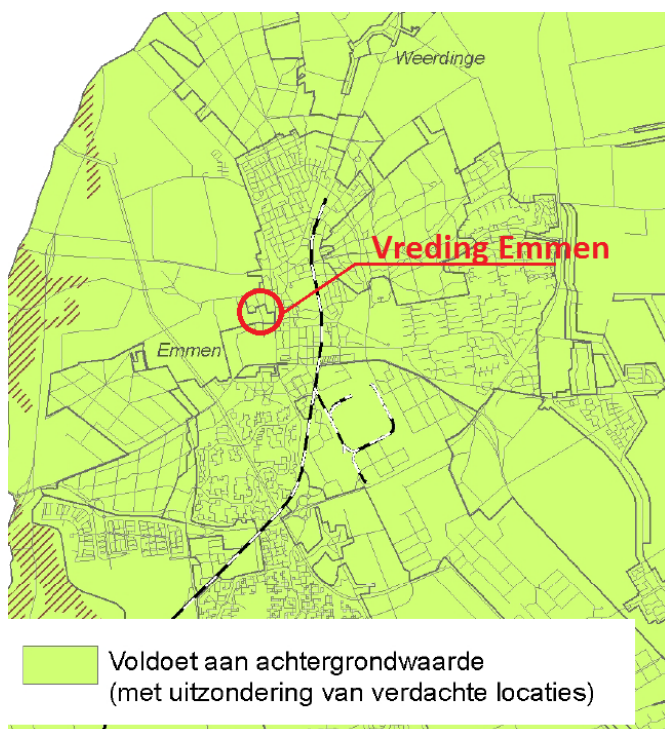 Weerdinge
Vreding Emmen
Emmen
Voldoet aan achtergrondwaarde
(met uitzondering van verdachte locaties)